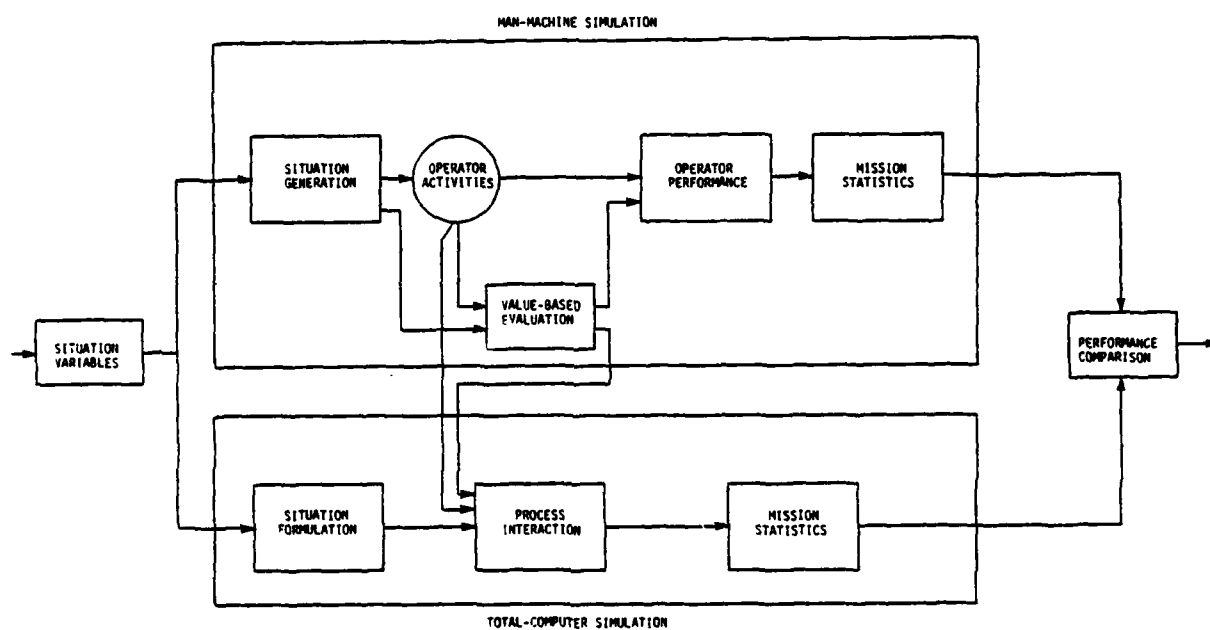 MAN-MACHINE SIMULATION
SITUATION
GENERATION
OPERATOR
ACTIVITIES
OPERATOR
PERFORMANCE
MISSION
STATISTICS
VALUE-BASED
EVALUATION
SITUATION
VARIABLES
PERFORMANCE
COMPARISON
SITUATION
FORMULATION
PROCESS
INTERACTION
MISSION
STATISTICS
TOTAL-COMPUTER SIMULATION